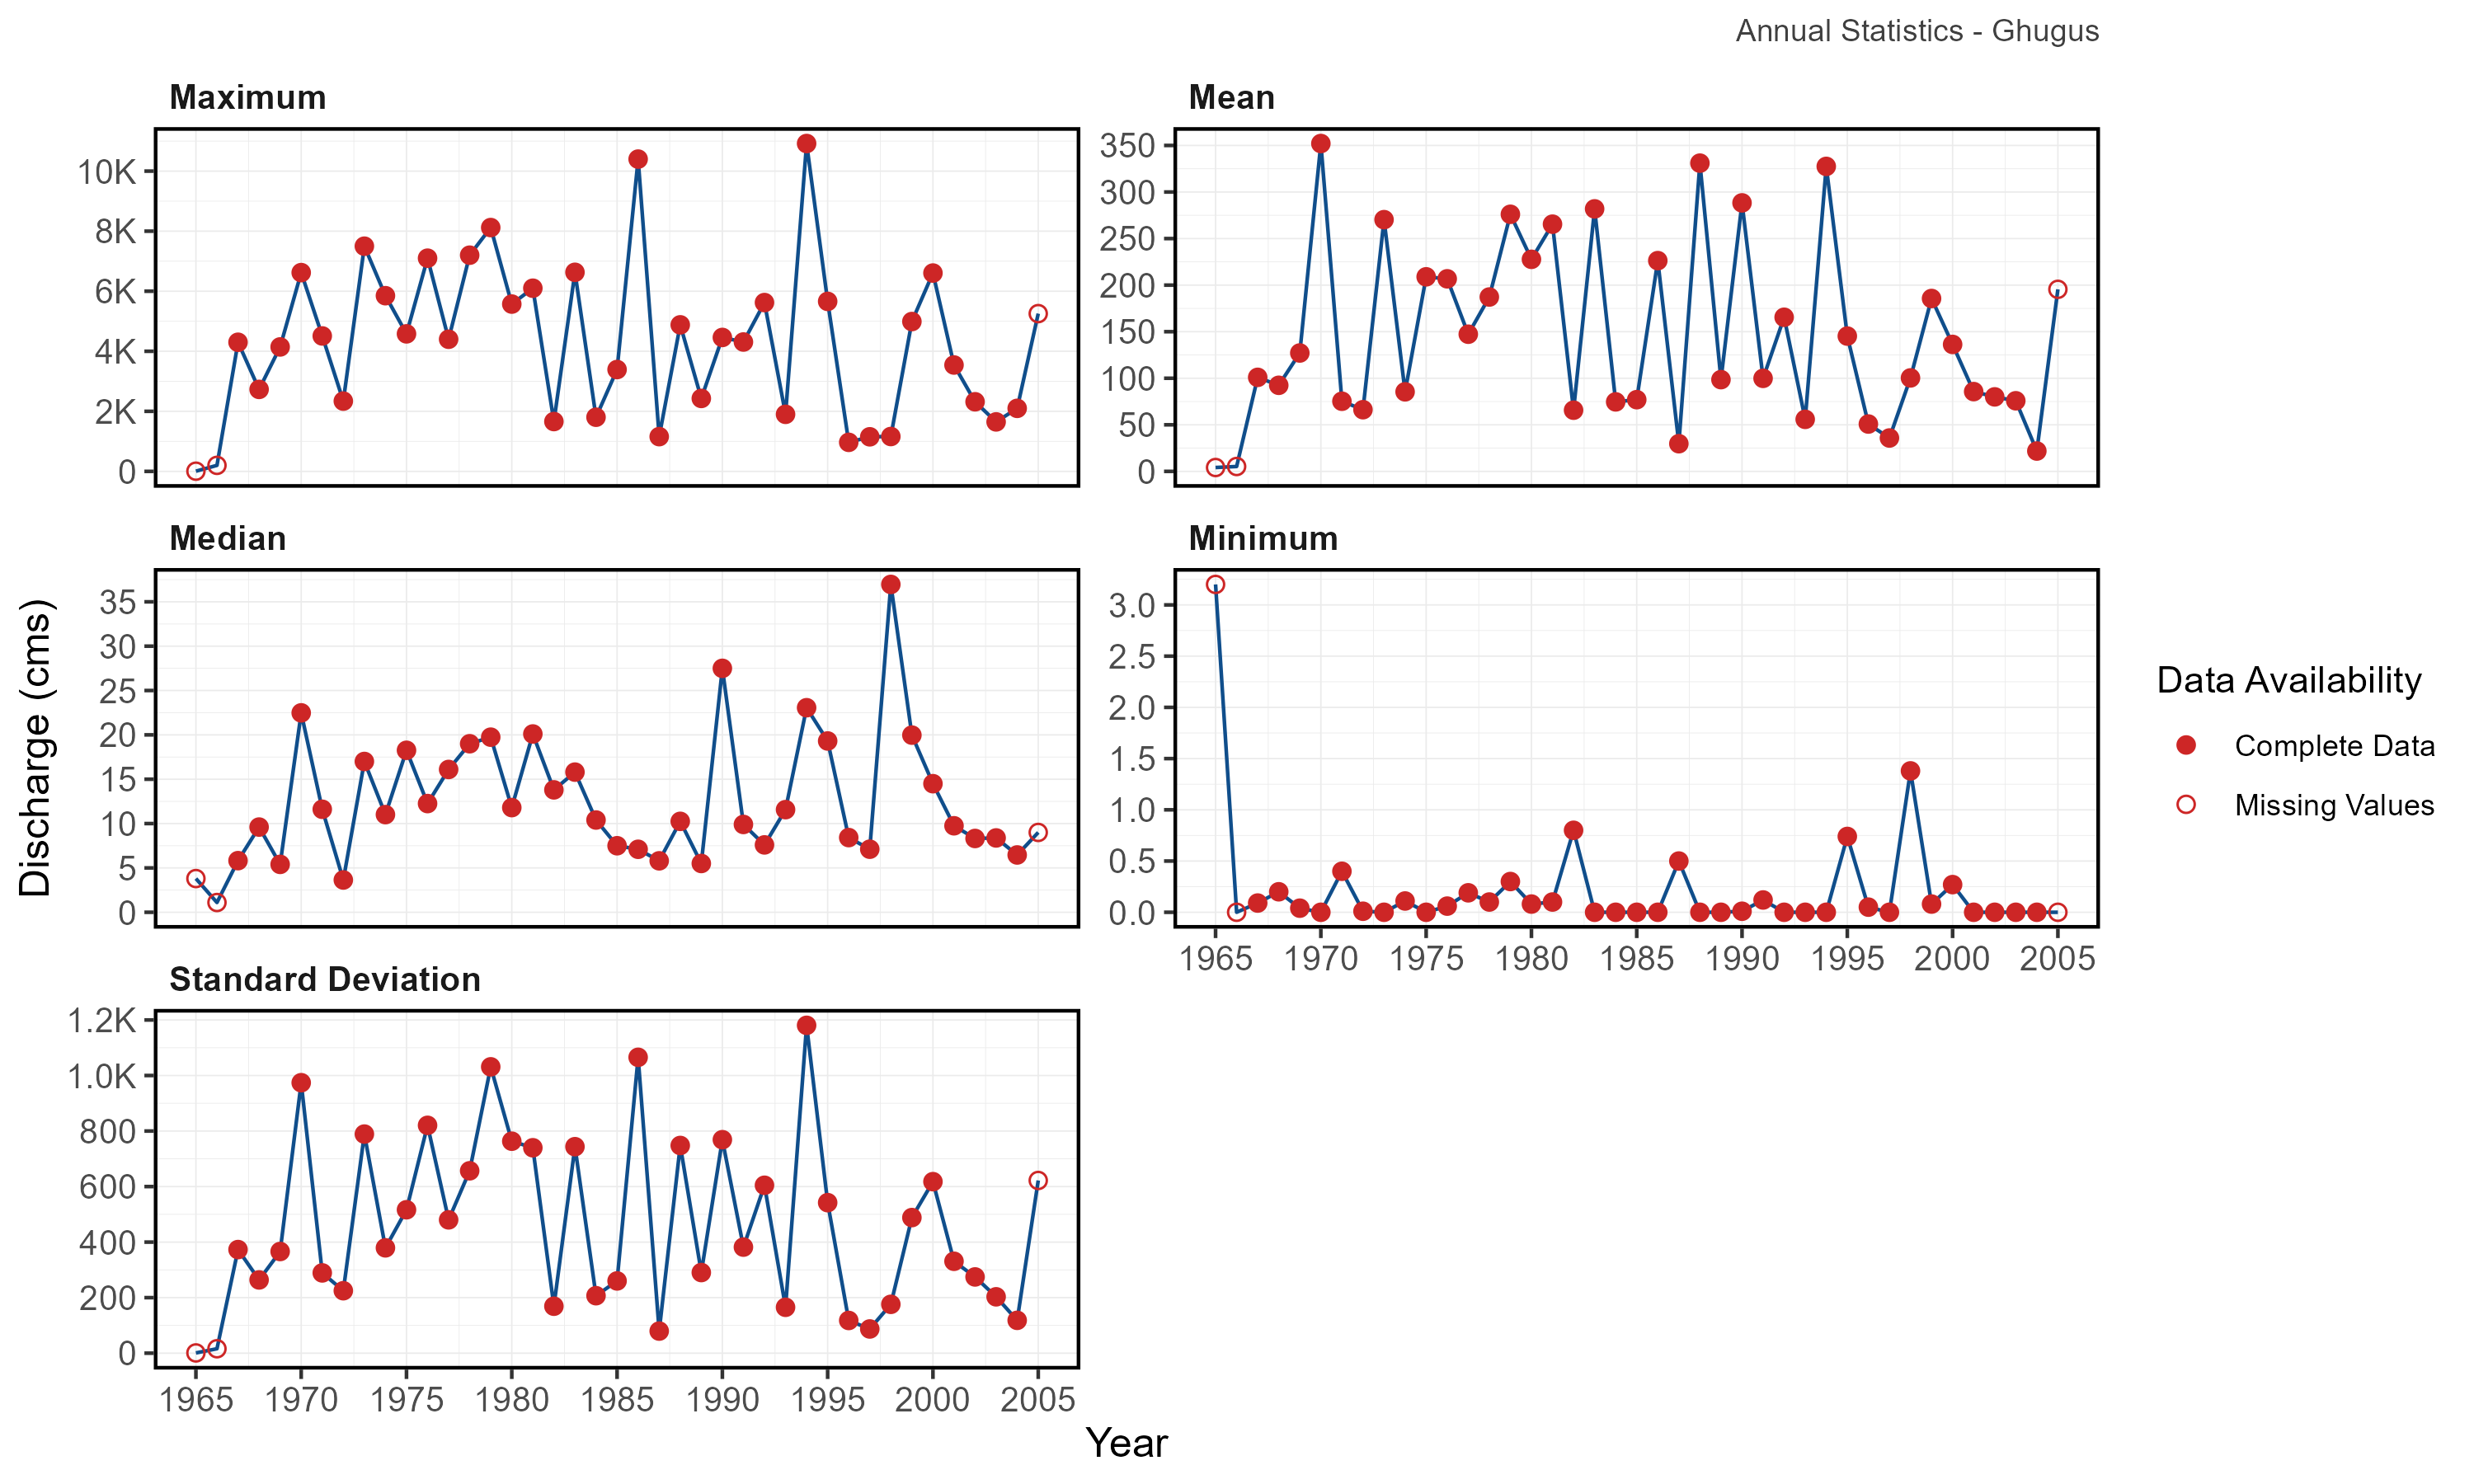 Annual Statistics - Ghugus
Maximum
10K
8K
6K
4K
2K
0
Mean
350
300
250
200
150
100
50
0
Median
35
30
25
20
15
10
5
0
Minimum
3.0
2.5
2.0
1.5
1.0
0.5
0.0
1965 1970 1975 1980 1985 1990 1995 2000 2005
Standard Deviation
1.2K
1.0K
800
600
400
200
0
1965 1970 1975 1980 1985 1990 1995 2000 2005
Discharge (cms)
Year
Data Availability
Complete Data
Missing Values